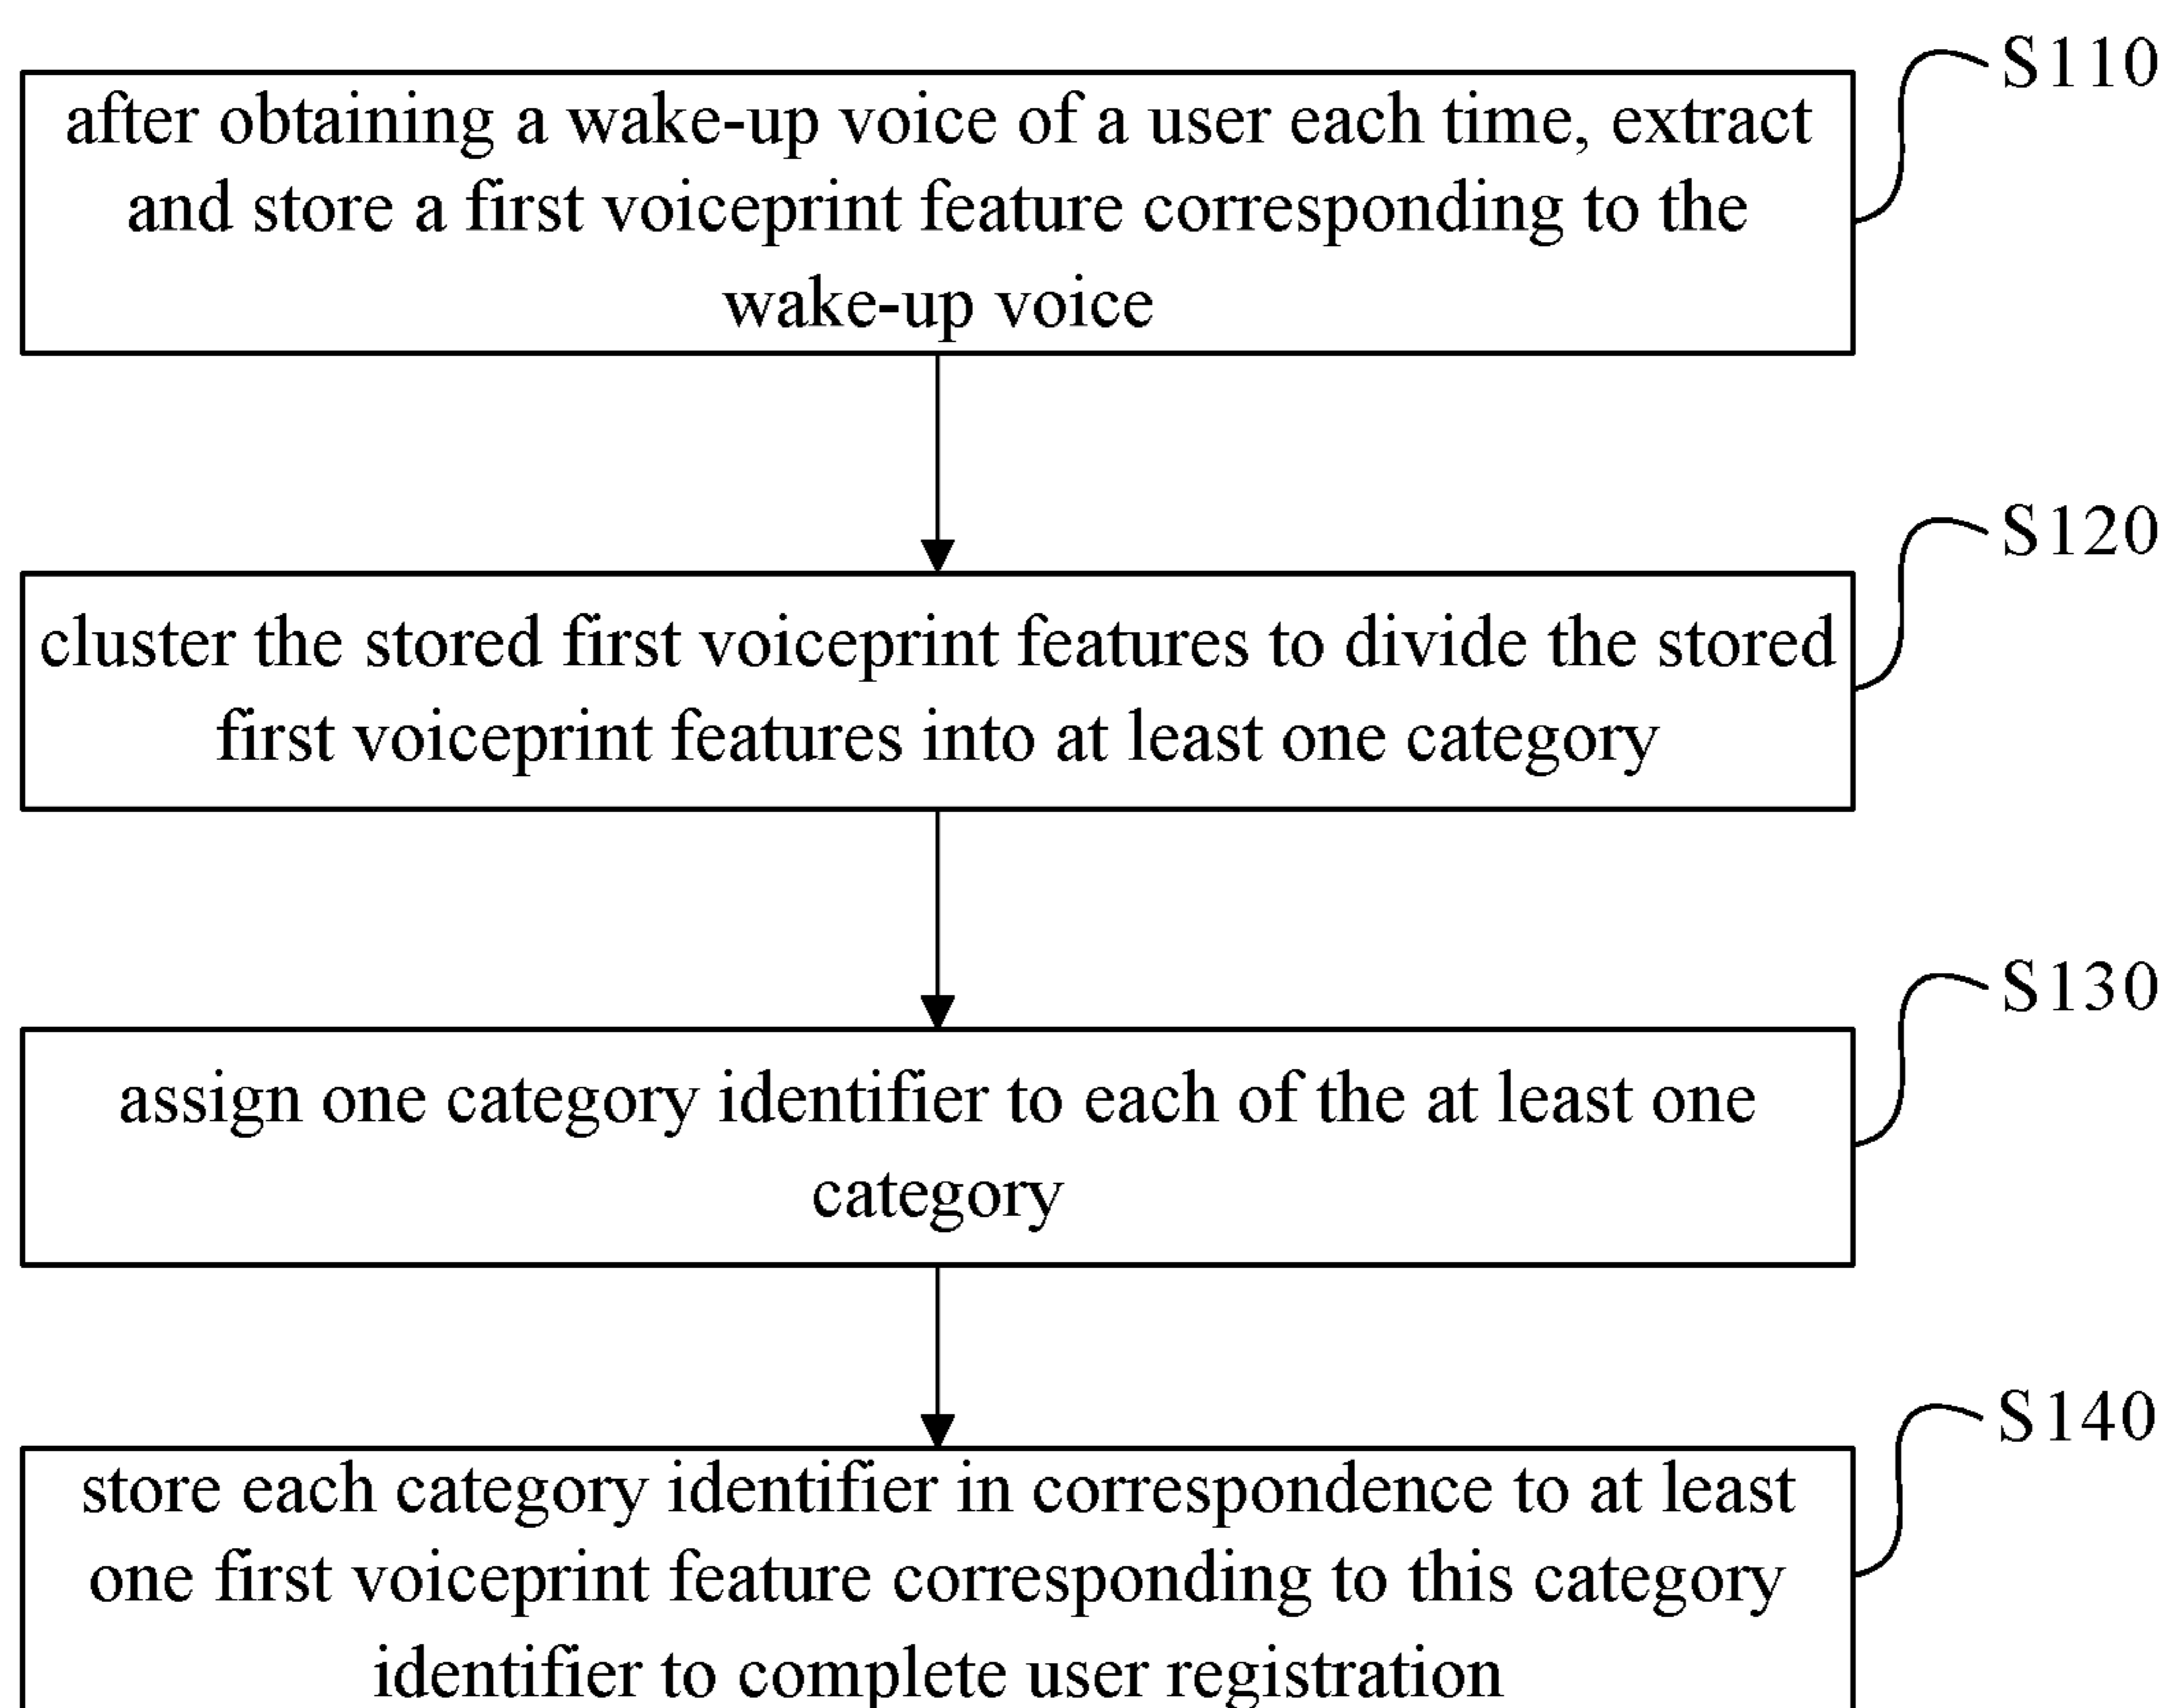 S110
after obtaining a wake-up voice of a user each time, extract
and store a first voiceprint feature corresponding to the
wake-up voice
S120
cluster the stored first voiceprint features to divide the stored
first voiceprint features into at least one category
S130
assign one category identifier to each of the at least one
category
S140
store each category identifier in correspondence to at least
one first voiceprint feature corresponding to this category
identifier to complete user registration